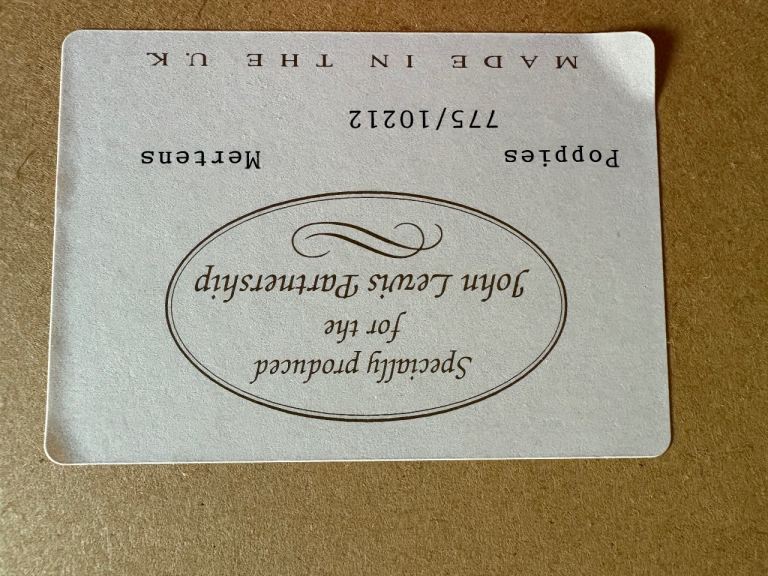 Specially produced
for the
John Lewis Partnership
Poppies Mertens
775/10212
MADE IN THE U.K